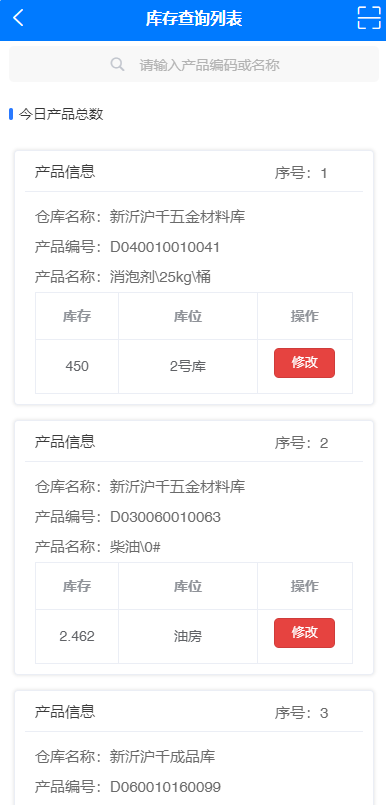 库存查询列表
请输入产品编码或名称
今日产品总数
产品信息 序号：1
仓库名称：新沂沪千五金材料库
产品编号：D040010010041
产品名称：消泡剂\25kg\桶
库存 库位 操作
450 2号库 修改
产品信息 序号：2
仓库名称：新沂沪千五金材料库
产品编号：D030060010063
产品名称：柴油\0#
库存 库位 操作
2.462 油房 修改
产品信息 序号：3
仓库名称：新沂沪千成品库
产品编号：D060010160099